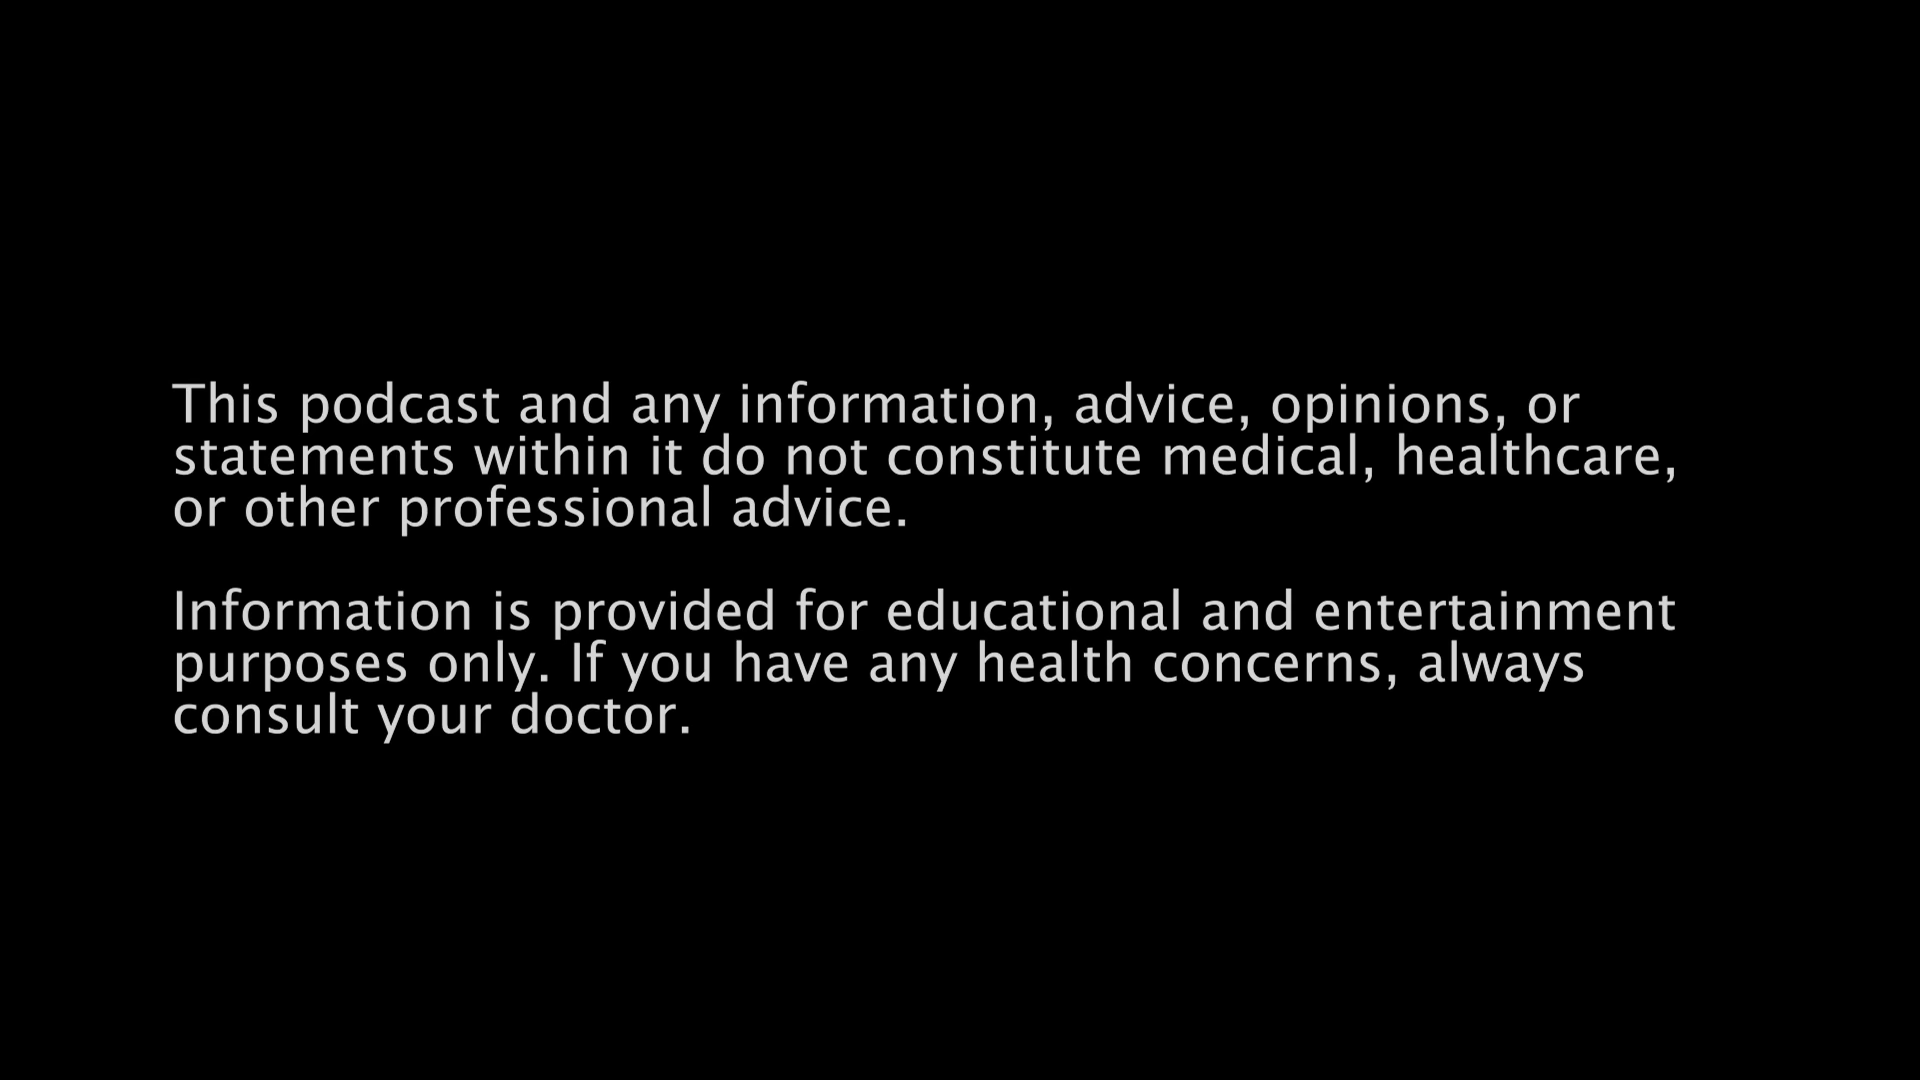 This podcast and any information, advice, opinions, or
statements within it do not constitute medical, healthcare,
or other professional advice.
Information is provided for educational and entertainment
purposes only. If you have any health concerns, always
consult your doctor.